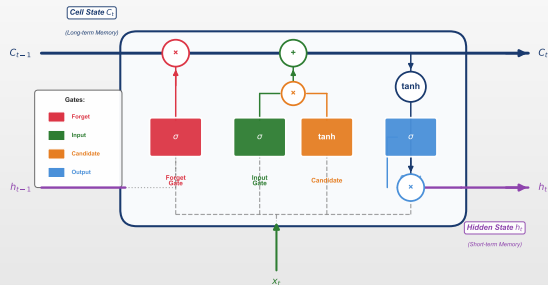 Cell State Cₜ
(Long-term Memory)
Cₜ₋₁
×
+
Cₜ
×
tanh
Gates:
Forget
Input
Candidate
Output
σ
σ
tanh
σ
Forget
Gate
Input
Gate
Candidate
hₜ₋₁
×
hₜ
Hidden State hₜ
(Short-term Memory)
xₜ